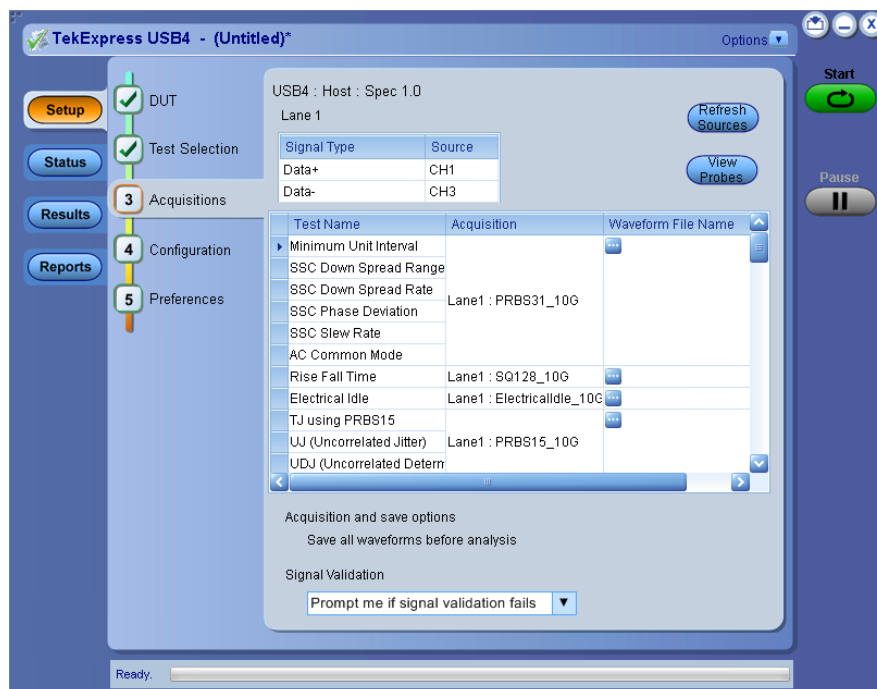 TekExpress USB4 - (Untitled)*
Options
Start
Pause
Setup
Status
Results
Reports
DUT
Test Selection
3 Acquisitions
4 Configuration
5 Preferences
USB4 : Host : Spec 1.0
Lane 1
Refresh
Sources
View
Probes
Signal Type Source
Data+ CH1
Data- CH3
Test Name Acquisition Waveform File Name
Minimum Unit Interval
SSC Down Spread Range
SSC Down Spread Rate
SSC Phase Deviation
SSC Slew Rate
AC Common Mode
Lane1 : PRBS31_10G
Rise Fall Time Lane1 : SQ128_10G
Electrical Idle Lane1 : ElectricalIdle_10G
TJ using PRBS15
UJ (Uncorrelated Jitter) Lane1 : PRBS15_10G
UDJ (Uncorrelated Determ
Acquisition and save options
Save all waveforms before analysis
Signal Validation
Prompt me if signal validation fails
Ready.